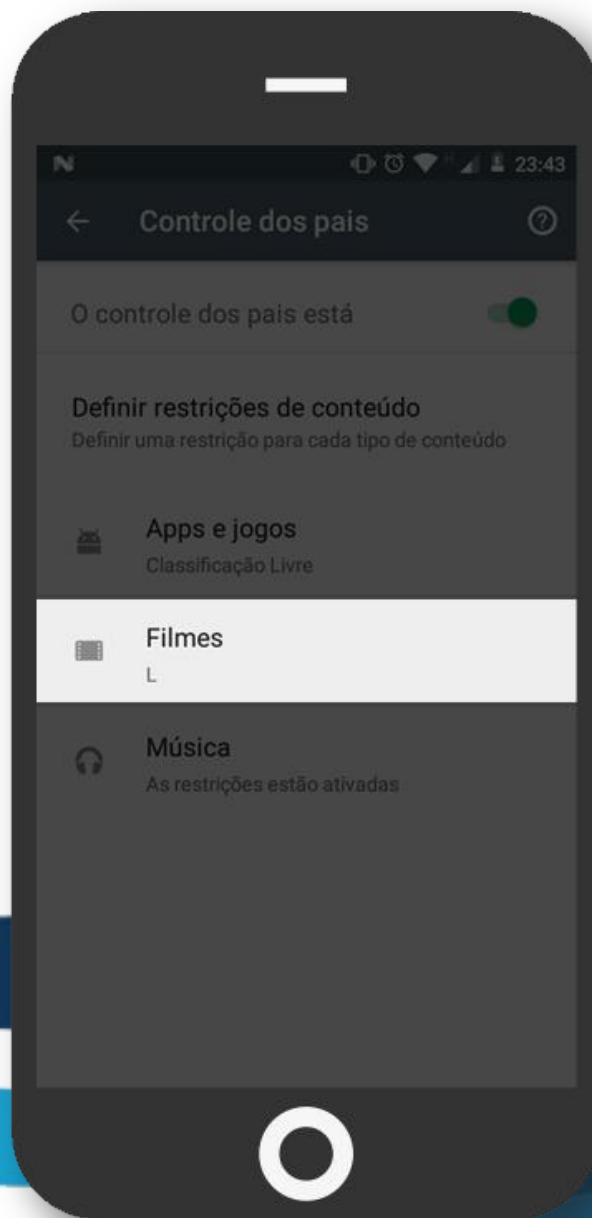 23:43
Controle dos pais
O controle dos pais está
Definir restrições de conteúdo
Definir uma restrição para cada tipo de conteúdo
Apps e jogos
Classificação Livre
Filmes
L
Música
As restrições estão ativadas